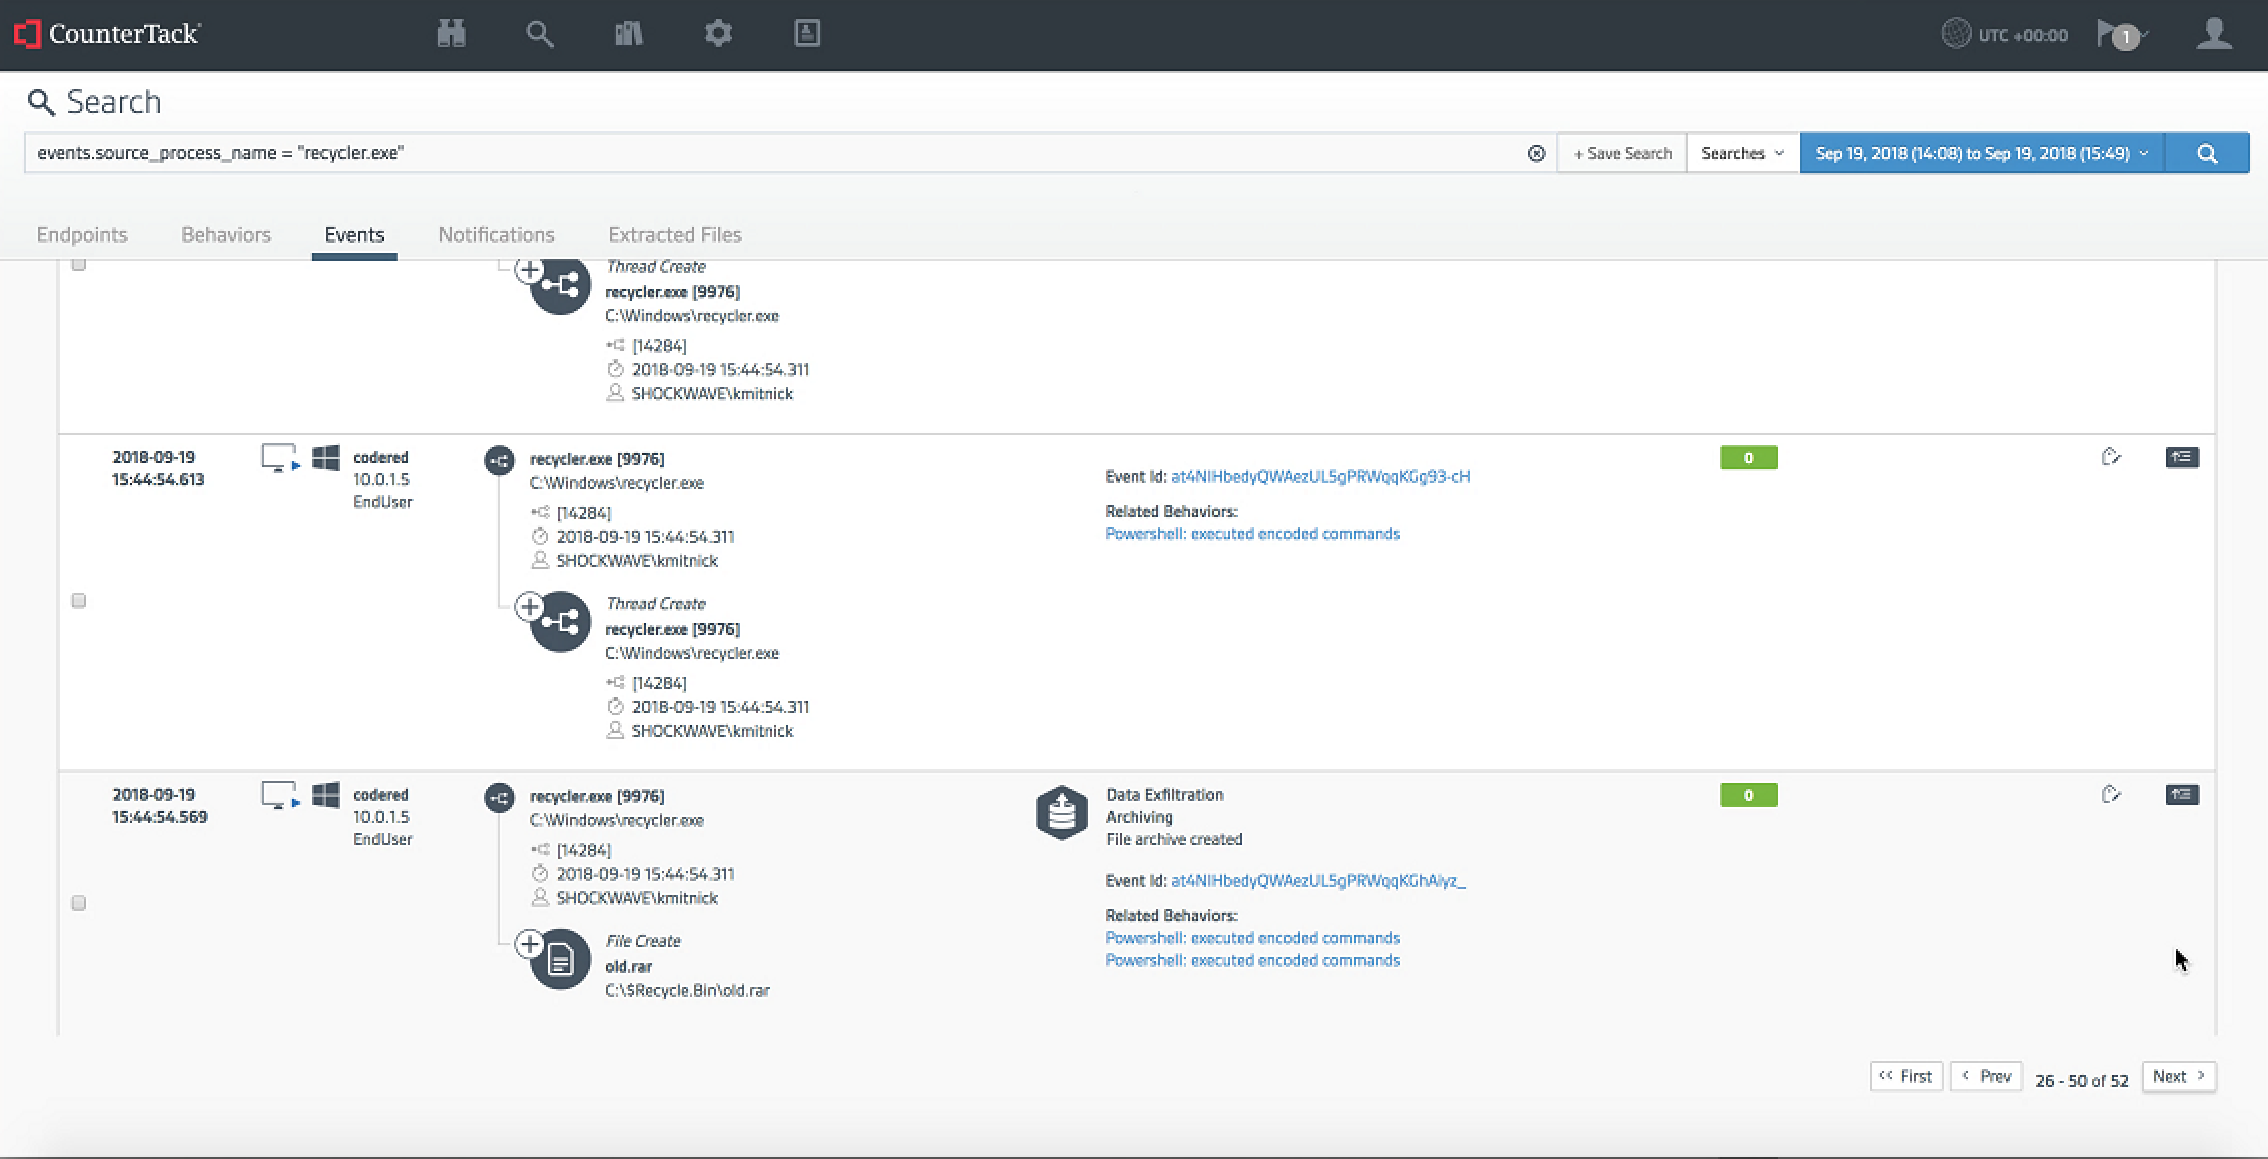 CounterTack
UTC +00:00
1
Search
events.source_process_name = "recycler.exe"
+ Save Search
Searches
Sep 19, 2018 (14:08) to Sep 19, 2018 (15:49)
Endpoints
Behaviors
Events
Notifications
Extracted Files
Thread Create
recycler.exe [9976]
C:\Windows\recycler.exe
[14284]
2018-09-19 15:44:54.311
SHOCKWAVE\kmitnick
2018-09-19
15:44:54.613
codered
10.0.1.5
EndUser
recycler.exe [9976]
C:\Windows\recycler.exe
[14284]
2018-09-19 15:44:54.311
SHOCKWAVE\kmitnick
Thread Create
recycler.exe [9976]
C:\Windows\recycler.exe
[14284]
2018-09-19 15:44:54.311
SHOCKWAVE\kmitnick
Event Id: at4NIHbedyQWAezUL5gPRWqqKGg93-cH
Related Behaviors:
Powershell: executed encoded commands
0
2018-09-19
15:44:54.569
codered
10.0.1.5
EndUser
recycler.exe [9976]
C:\Windows\recycler.exe
[14284]
2018-09-19 15:44:54.311
SHOCKWAVE\kmitnick
File Create
old.rar
C:\$Recycle.Bin\old.rar
Data Exfiltration
Archiving
File archive created
Event Id: at4NIHbedyQWAezUL5gPRWqqKGhAiyz_
Related Behaviors:
Powershell: executed encoded commands
Powershell: executed encoded commands
0
<< First
< Prev
26 - 50 of 52
Next >